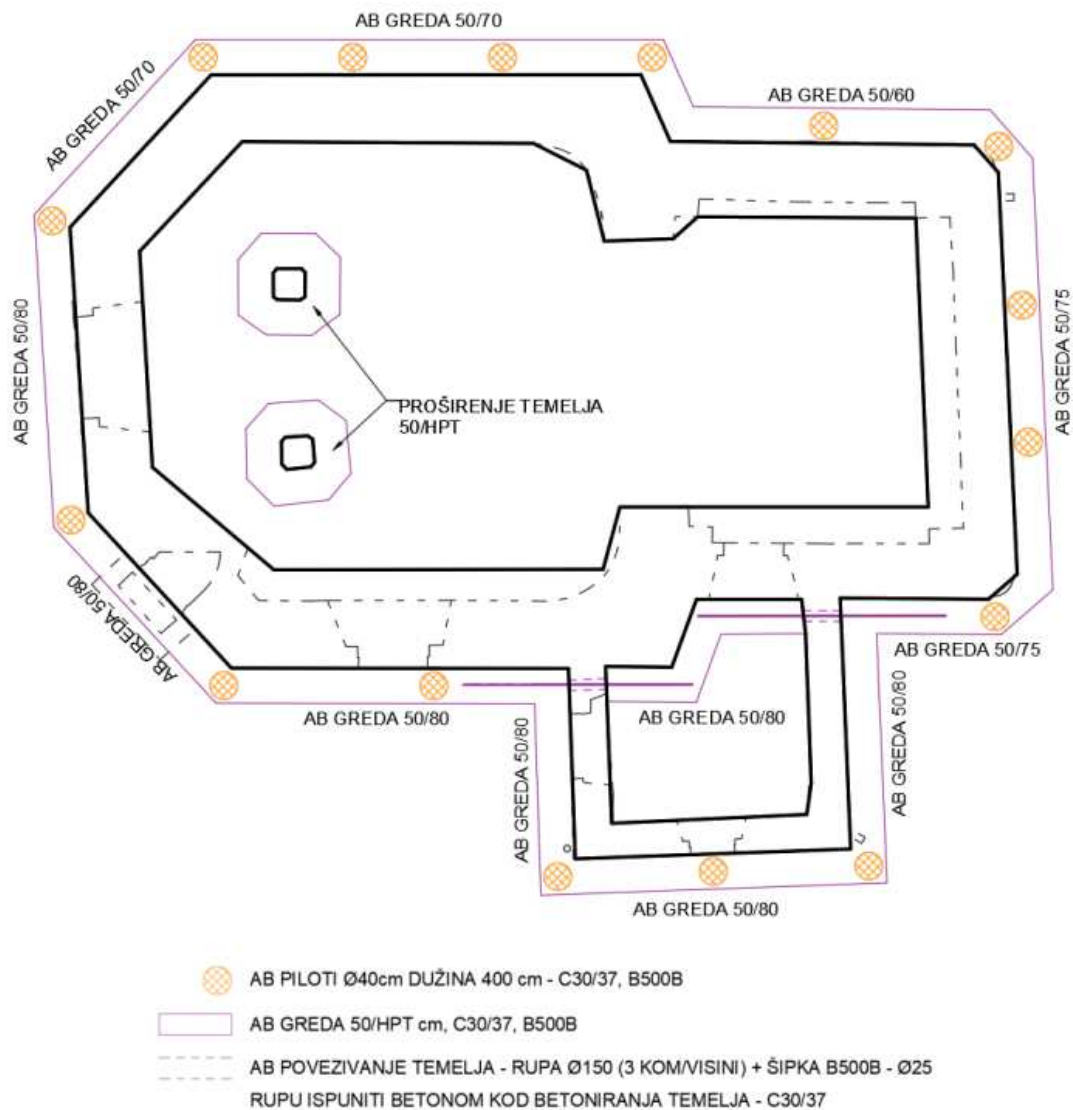 AB GREDA 50/70
AB GREDA 50/70
AB GREDA 50/60
AB GREDA 50/80
AB GREDA 50/75
PROŠIRENJE TEMELJA
50/HPT
AB GREDA 50/80
AB GREDA 50/75
AB GREDA 50/80
AB GREDA 50/80
AB GREDA 50/80
AB GREDA 50/80
AB GREDA 50/80
AB PILOTI Ø40cm DUŽINA 400 cm - C30/37, B500B
AB GREDA 50/HPT cm, C30/37, B500B
AB POVEZIVANJE TEMELJA - RUPA Ø150 (3 KOM/VISINI) + ŠIPKA B500B - Ø25
RUPU ISPUNITI BETONOM KOD BETONIRANJA TEMELJA - C30/37